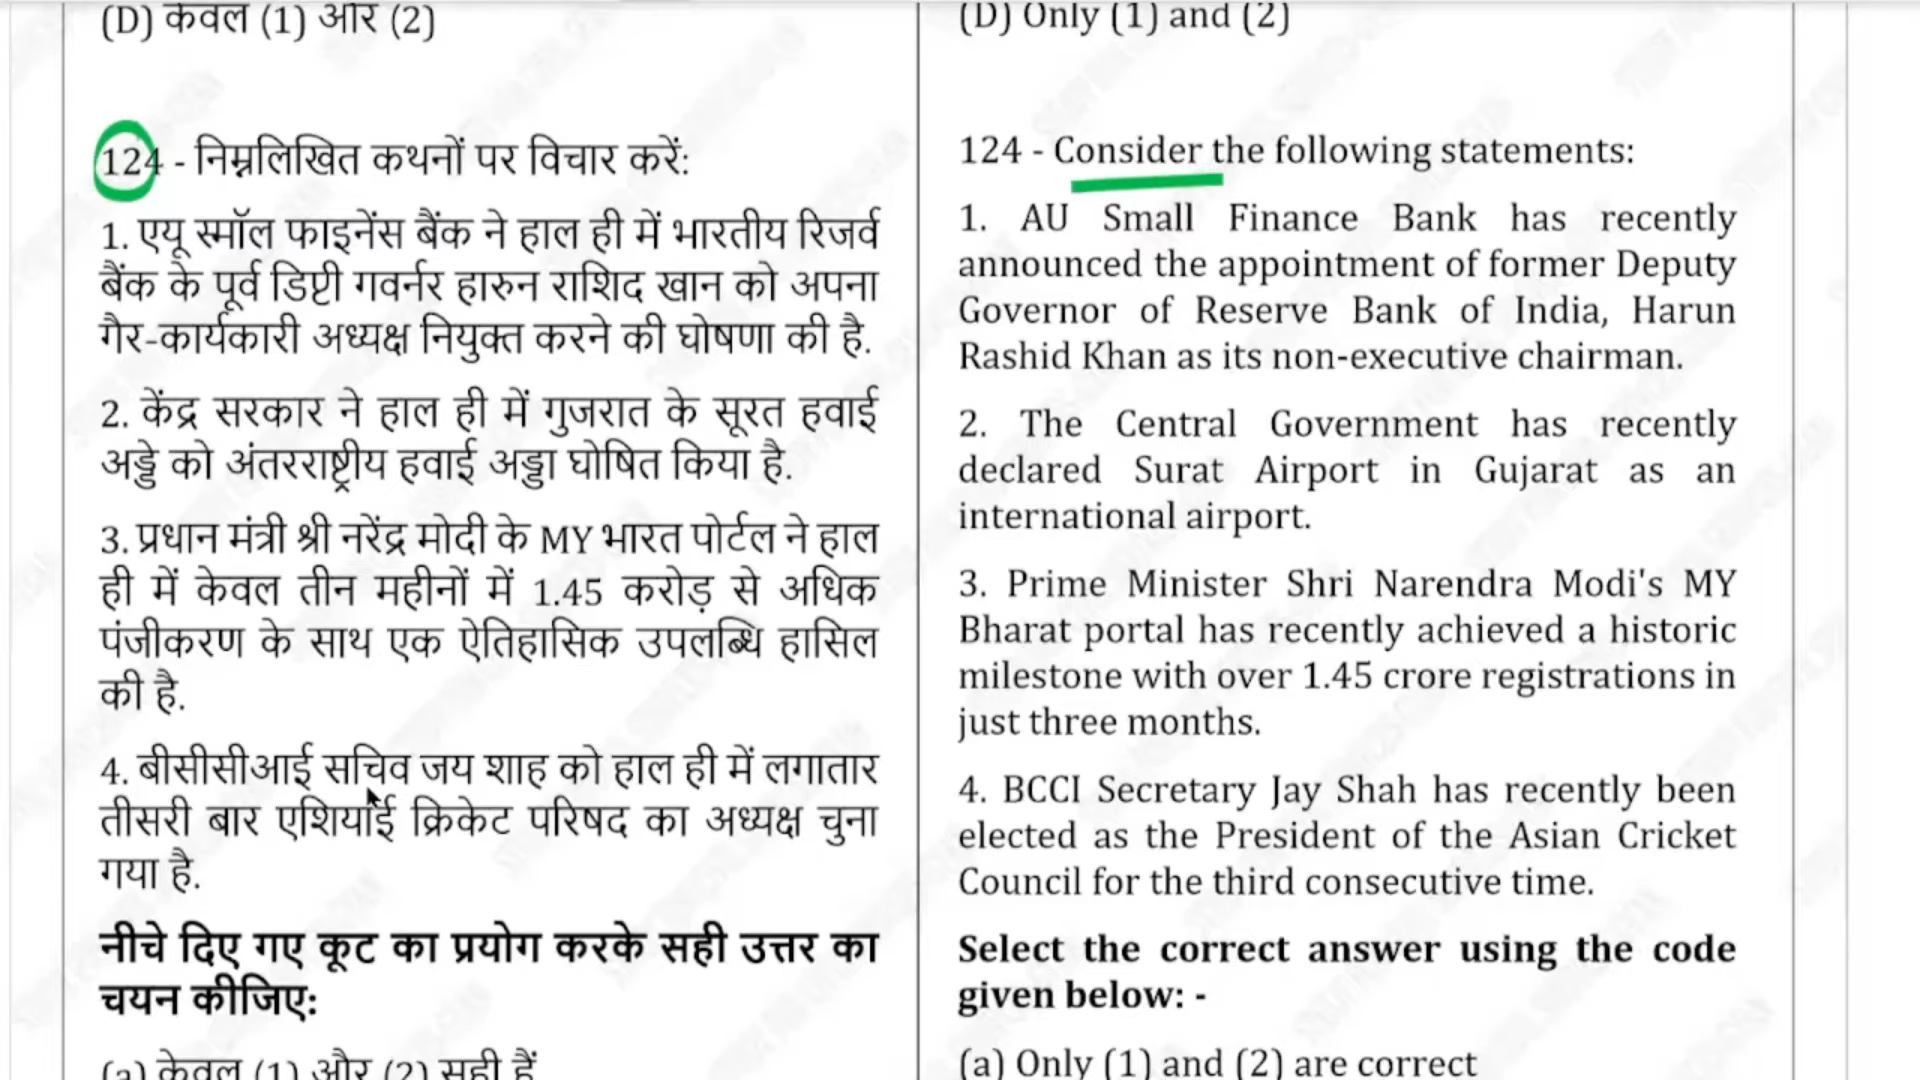 (D) केवल (1) और (2)
124 - निम्नलिखित कथनों पर विचार करें:
1. एयू स्मॉल फाइनेंस बैंक ने हाल ही में भारतीय रिजर्व
बैंक के पूर्व डिप्टी गवर्नर हारुन राशिद खान को अपना
गैर-कार्यकारी अध्यक्ष नियुक्त करने की घोषणा की है.
2. केंद्र सरकार ने हाल ही में गुजरात के सूरत हवाई
अड्डे को अंतरराष्ट्रीय हवाई अड्डा घोषित किया है.
3. प्रधान मंत्री श्री नरेंद्र मोदी के MY भारत पोर्टल ने हाल
ही में केवल तीन महीनों में 1.45 करोड़ से अधिक
पंजीकरण के साथ एक ऐतिहासिक उपलब्धि हासिल
की है.
4. बीसीसीआई सचिव जय शाह को हाल ही में लगातार
तीसरी बार एशियाई क्रिकेट परिषद का अध्यक्ष चुना
गया है.
नीचे दिए गए कूट का प्रयोग करके सही उत्तर का
चयन कीजिए:
(a) केवल (1) और (2) सही हैं
(D) Only (1) and (2)
124 - Consider the following statements:
1. AU Small Finance Bank has recently
announced the appointment of former Deputy
Governor of Reserve Bank of India, Harun
Rashid Khan as its non-executive chairman.
2. The Central Government has recently
declared Surat Airport in Gujarat as an
international airport.
3. Prime Minister Shri Narendra Modi's MY
Bharat portal has recently achieved a historic
milestone with over 1.45 crore registrations in
just three months.
4. BCCI Secretary Jay Shah has recently been
elected as the President of the Asian Cricket
Council for the third consecutive time.
Select the correct answer using the code
given below: -
(a) Only (1) and (2) are correct